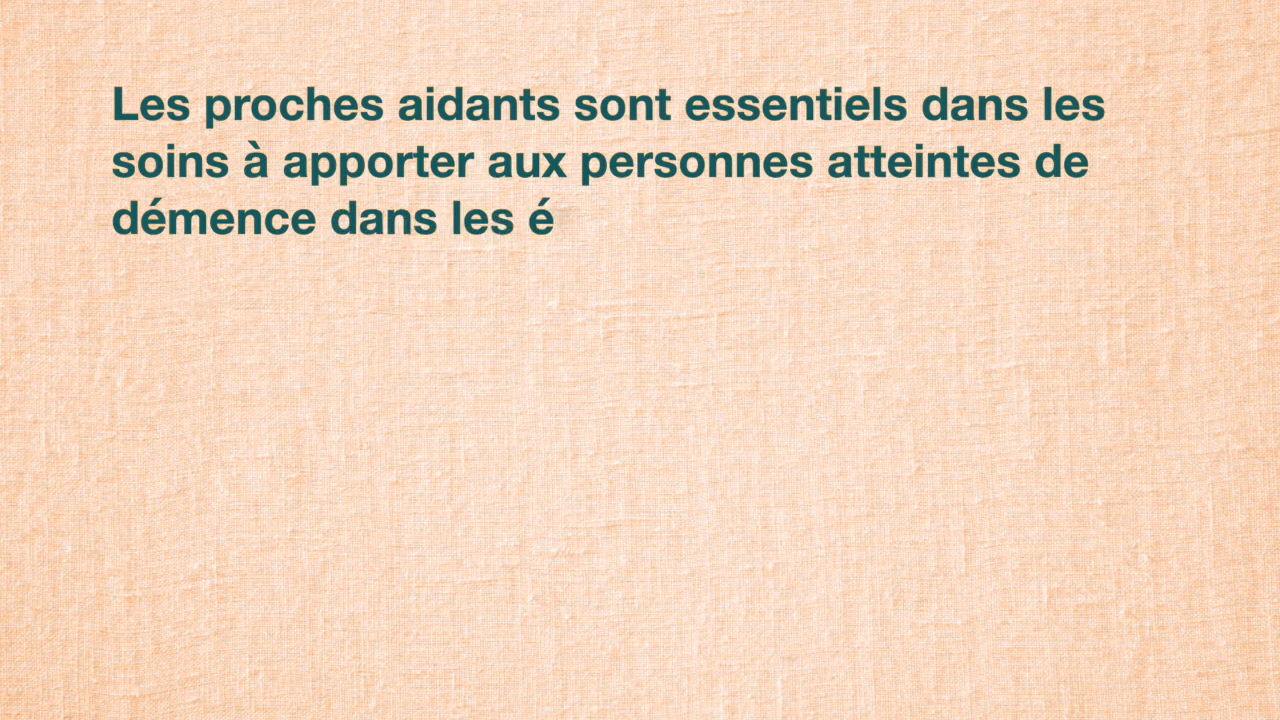 Les proches aidants sont essentiels dans les
soins à apporter aux personnes atteintes de
démence dans les é